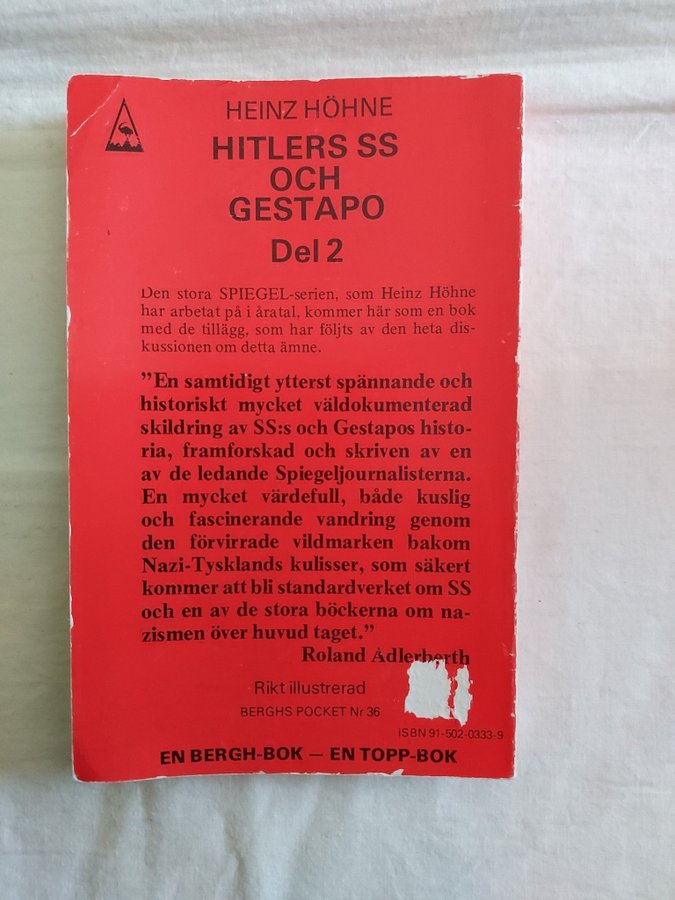 HEINZ HÖHNE
HITLERS SS
OCH
GESTAPO
Del 2
Den stora SPIEGEL-serien, som Heinz Höhne
har arbetat på i åratal, kommer här som en bok
med de tillägg, som har följts av den heta dis-
kussionen om detta ämne.
”En samtidigt ytterst spännande och
historiskt mycket väldokumenterad
skildring av SS:s och Gestapos histo-
ria, framforskad och skriven av en
av de ledande Spiegeljournalisterna.
En mycket värdefull, både kuslig
och fascinerande vandring genom
den förvirrade vildmarken bakom
Nazi-Tysklands kulisser, som säkert
kommer att bli standardverket om SS
och en av de stora böckerna om na-
zismen över huvud taget.”
Roland Adlerberth
Rikt illustrerad
BERGHS POCKET Nr 36
ISBN 91-502-0333-9
EN BERGH-BOK — EN TOPP-BOK